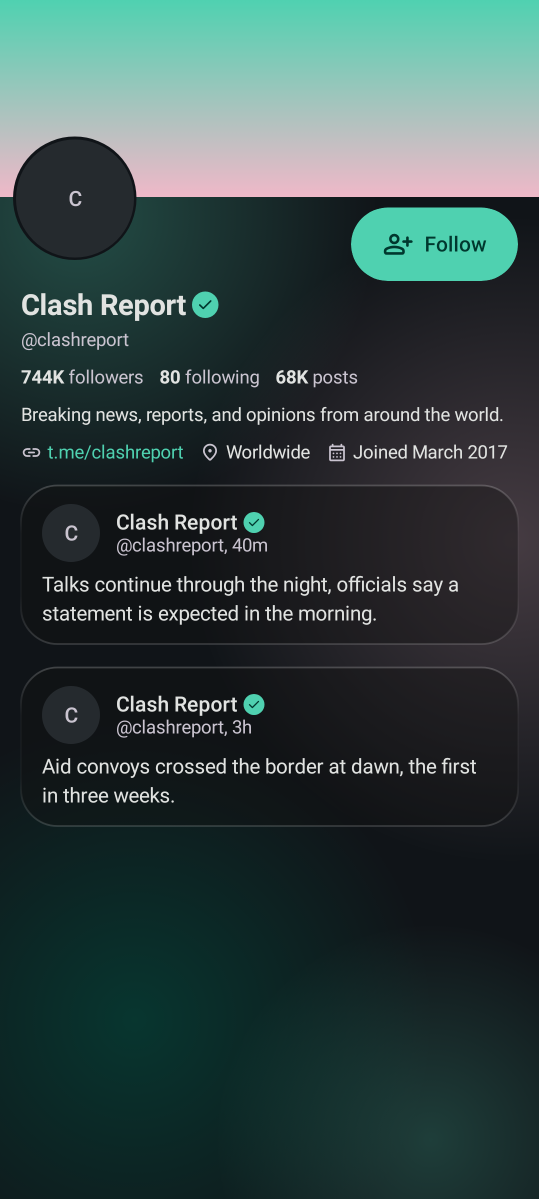 C
Follow
Clash Report
@clashreport
744K followers 80 following 68K posts
Breaking news, reports, and opinions from around the world.
t.me/clashreport Worldwide Joined March 2017
C
Clash Report
@clashreport, 40m
Talks continue through the night, officials say a
statement is expected in the morning.
C
Clash Report
@clashreport, 3h
Aid convoys crossed the border at dawn, the first
in three weeks.